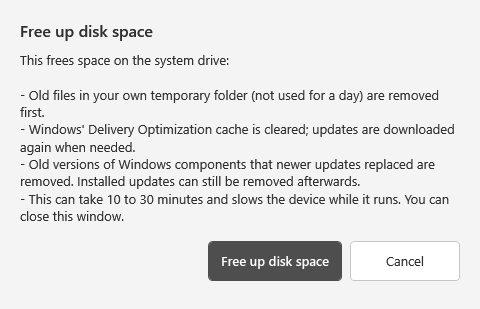 Free up disk space
This frees space on the system drive:
- Old files in your own temporary folder (not used for a day) are removed
first.
- Windows' Delivery Optimization cache is cleared; updates are downloaded
again when needed.
- Old versions of Windows components that newer updates replaced are
removed. Installed updates can still be removed afterwards.
- This can take 10 to 30 minutes and slows the device while it runs. You can
close this window.
Free up disk space
Cancel